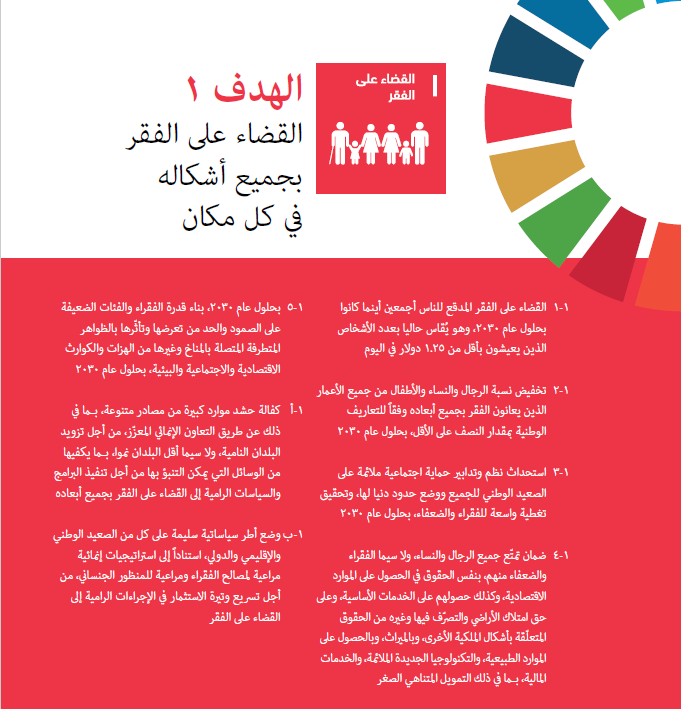 الهدف ١
القضاء على الفقر
بجميع أشكاله
في كل مكان
١ القضاء على
الفقر
١-١ القضاء على الفقر المدقع للناس أجمعين أينما كانوا
بحلول عام ٢٠٣٠، وهو يُقاس حاليا بعدد الأشخاص
الذين يعيشون بأقل من ١.٢٥ دولار في اليوم
١-٢ تخفيض نسبة الرجال والنساء والأطفال من جميع الأعمار
الذين يعانون الفقر بجميع أبعاده وفقاً للتعاريف
الوطنية بمقدار النصف على الأقل، بحلول عام ٢٠٣٠
١-٣ استحداث نظم وتدابير حماية اجتماعية ملائمة على
الصعيد الوطني للجميع ووضع حدود دنيا لها، وتحقيق
تغطية واسعة للفقراء والضعفاء، بحلول عام ٢٠٣٠
١-٤ ضمان تمتّع جميع الرجال والنساء، ولا سيما الفقراء
والضعفاء منهم، بنفس الحقوق في الحصول على الموارد
الاقتصادية، وكذلك حصولهم على الخدمات الأساسية، وعلى
حق امتلاك الأراضي والتصرّف فيها وغيره من الحقوق
المتعلّقة بأشكال الملكية الأخرى، وبالميراث، وبالحصول على
الموارد الطبيعية، والتكنولوجيا الجديدة الملائمة، والخدمات
المالية، بما في ذلك التمويل المتناهي الصغر
١-٥ بحلول عام ٢٠٣٠، بناء قدرة الفقراء والفئات الضعيفة
على الصمود والحد من تعرضها وتأثّرها بالظواهر
المتطرفة المتصلة بالمناخ وغيرها من الهزات والكوارث
الاقتصادية والاجتماعية والبيئية، بحلول عام ٢٠٣٠
١-أ كفالة حشد موارد كبيرة من مصادر متنوعة، بما في
ذلك عن طريق التعاون الإنمائي المعزّز، من أجل تزويد
البلدان النامية، ولا سيما أقل البلدان نموا، بما يكفيها
من الوسائل التي يمكن التنبؤ بها من أجل تنفيذ البرامج
والسياسات الرامية إلى القضاء على الفقر بجميع أبعاده
١-ب وضع أطر سياساتية سليمة على كل من الصعيد الوطني
والإقليمي والدولي، استناداً إلى استراتيجيات إنمائية
مراعية لمصالح الفقراء ومراعية للمنظور الجنساني، من
أجل تسريع وتيرة الاستثمار في الإجراءات الرامية إلى
القضاء على الفقر